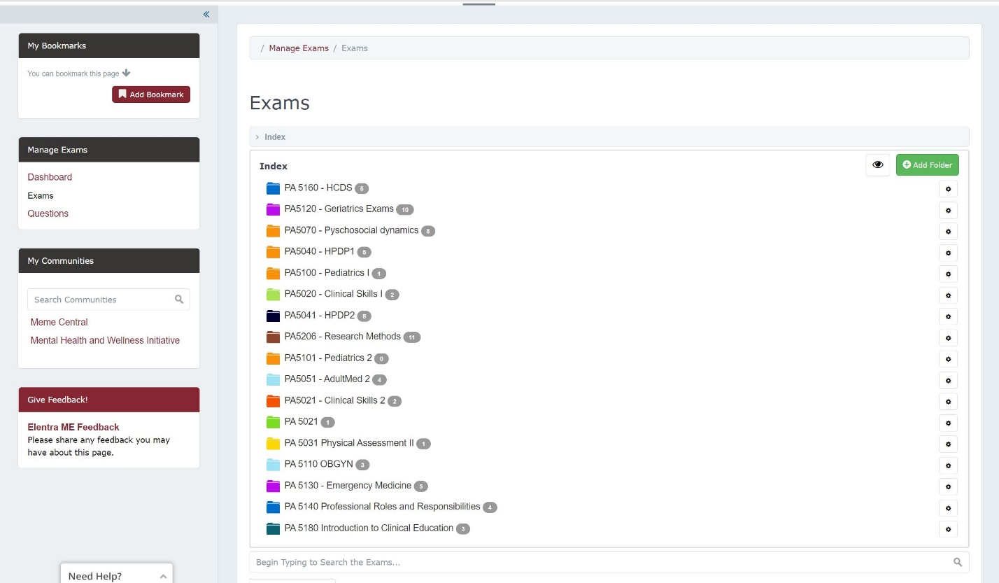 «
My Bookmarks
You can bookmark this page
Add Bookmark
Manage Exams
Dashboard
Exams
Questions
My Communities
Search Communities
Meme Central
Mental Health and Wellness Initiative
Give Feedback!
Elentra ME Feedback
Please share any feedback you may
have about this page.
Need Help?
/ Manage Exams / Exams
Exams
› Index
Index
Add Folder
PA 5160 - HCDS 6
PA5120 - Geriatrics Exams 10
PA5070 - Pyschosocial dynamics 8
PA5040 - HPDP1 5
PA5100 - Pediatrics I 1
PA5020 - Clinical Skills I 2
PA5041 - HPDP2 8
PA5206 - Research Methods 11
PA5101 - Pediatrics 2 0
PA5051 - AdultMed 2 4
PA5021 - Clinical Skills 2 2
PA 5021 1
PA 5031 Physical Assessment II 1
PA 5110 OBGYN 3
PA 5130 - Emergency Medicine 5
PA 5140 Professional Roles and Responsibilities 4
PA 5180 Introduction to Clinical Education 3
Begin Typing to Search the Exams...